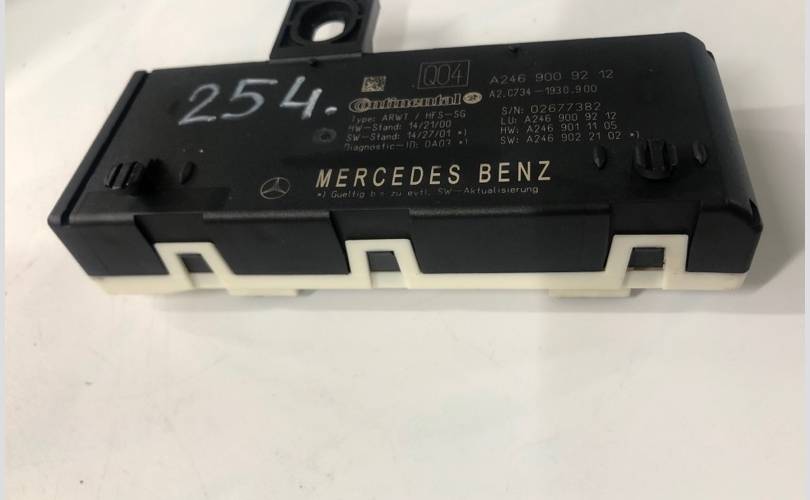 254.
Q04
Continental
Type: ARWT / HFS-SG
HW-Stand: 14/21/00
SW-Stand: 14/27/01 *)
Diagnostic-ID: 0A03 *)
A246 900 92 12
A2.C734-1930.900
S/N: 02677382
LU: A246 900 92 12
HW: A246 901 11 05
SW: A246 902 21 02 *)
MERCEDES BENZ
*) Gueltig bis zu evtl. SW-Aktualisierung